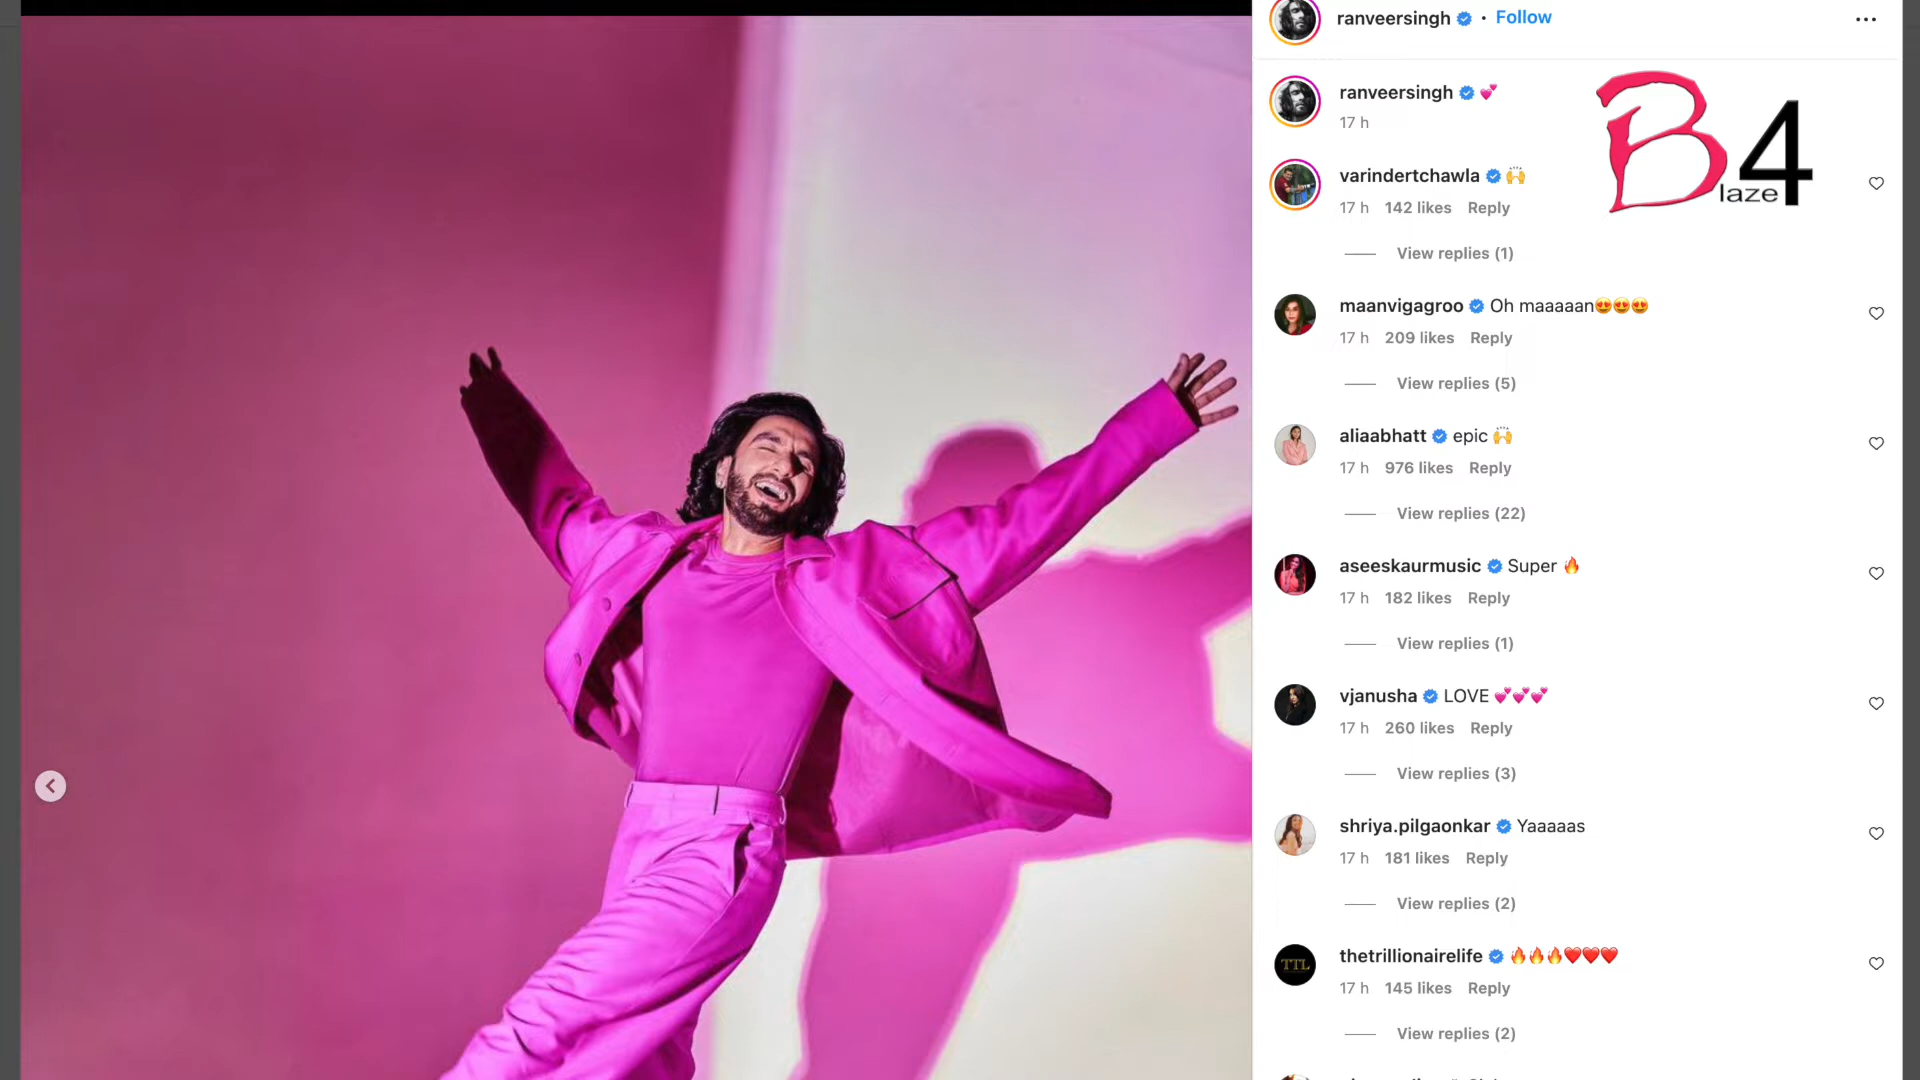 ranveersingh • Follow
ranveersingh 💕
17 h
B4
laze
varindertchawla 🙌
17 h 142 likes Reply
View replies (1)
maanvigagroo Oh maaaaan😍😍😍
17 h 209 likes Reply
View replies (5)
aliaabhatt epic 🙌
17 h 976 likes Reply
View replies (22)
aseeskaurmusic Super 🔥
17 h 182 likes Reply
View replies (1)
vjanusha LOVE 💕💕💕
17 h 260 likes Reply
View replies (3)
shriya.pilgaonkar Yaaaaas
17 h 181 likes Reply
View replies (2)
TTL
thetrillionairelife 🔥🔥🔥❤️❤️❤️
17 h 145 likes Reply
View replies (2)